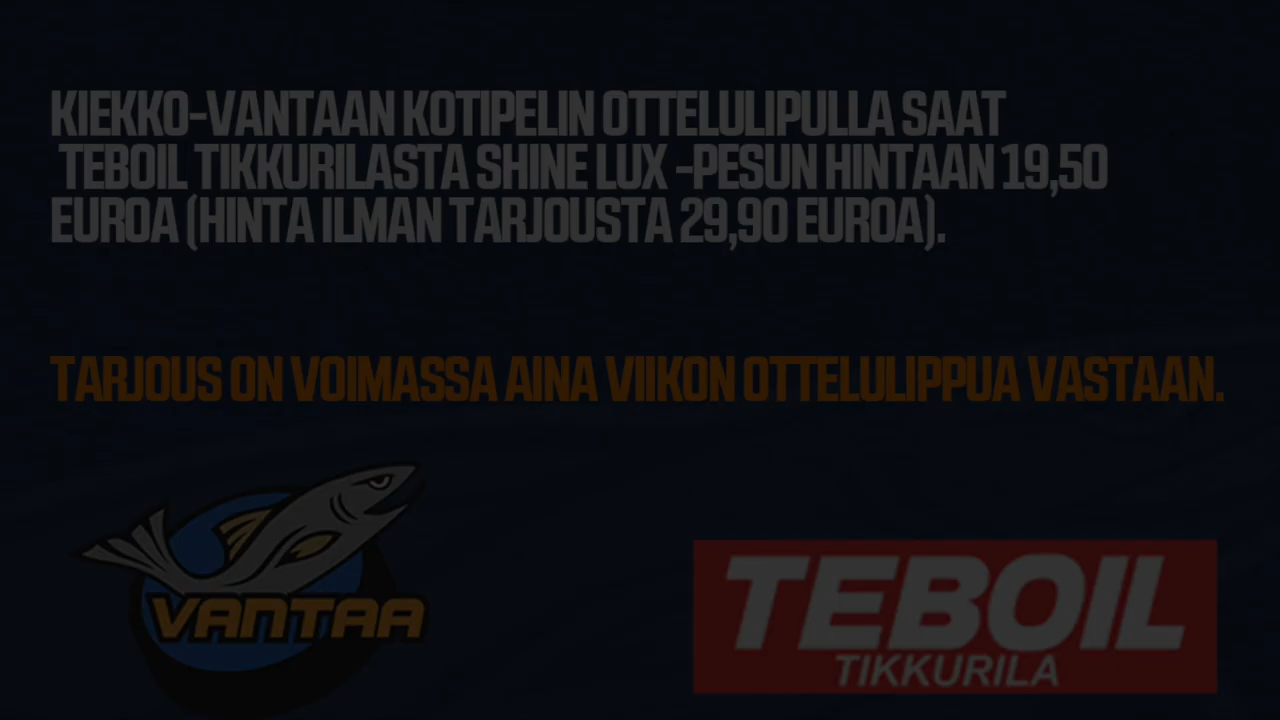 KIEKKO-VANTAAN KOTIPELIN OTTELULIPULLA SAAT
TEBOIL TIKKURILASTA SHINE LUX -PESUN HINTAAN 19,50
EUROA (HINTA ILMAN TARJOUSTA 29,90 EUROA).
TARJOUS ON VOIMASSA AINA VIIKON OTTELULIPPUA VASTAAN.
VANTAA
TEBOIL
TIKKURILA